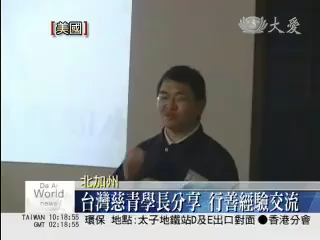 [美國]
大愛
北加州
台灣慈青學長分享 行善經驗交流
Da Ai
World
news
TAIWAN 10:18:55
GMT 02:18:55
環保 地點:太子地鐵站D及E出口對面 ●香港分會